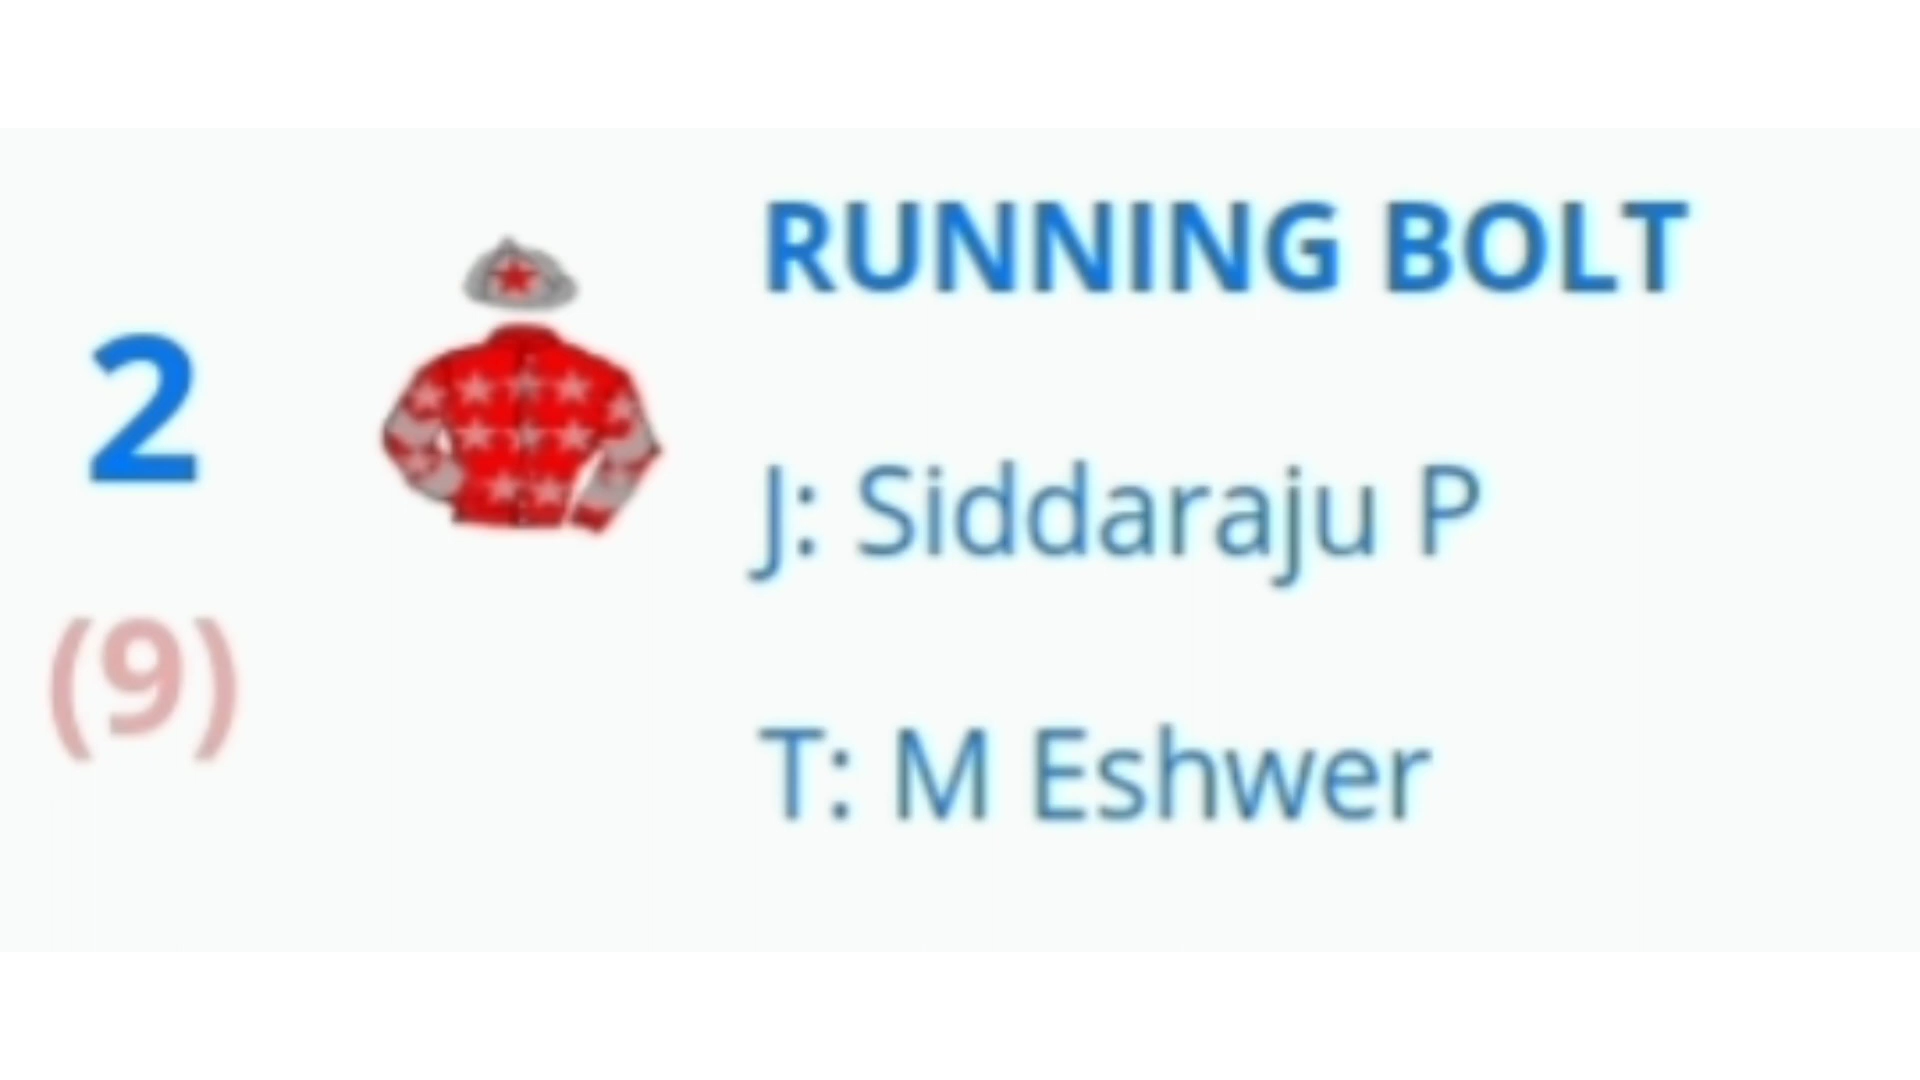 2
(9)
RUNNING BOLT
J: Siddaraju P
T: M Eshwer